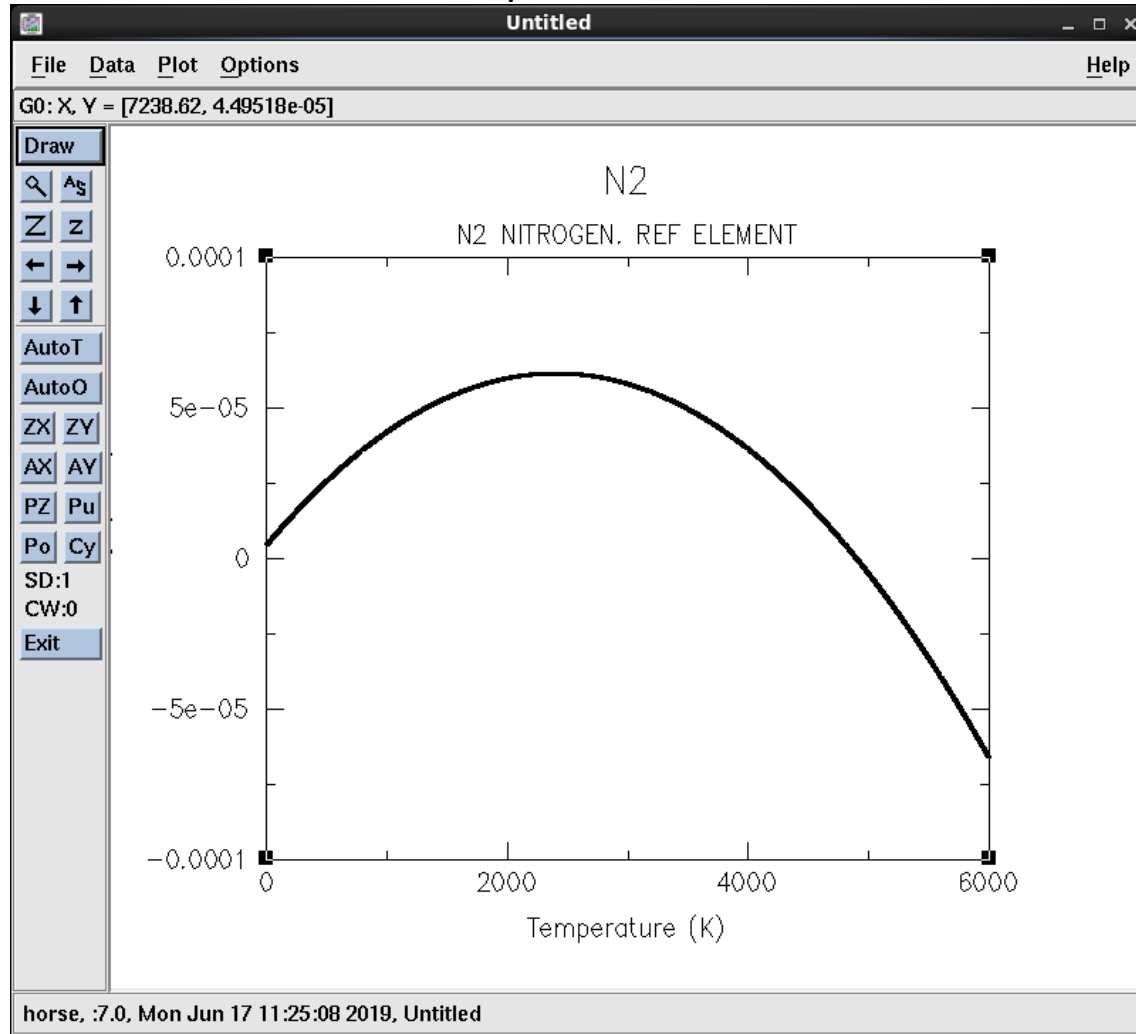 Untitled
File Data Plot Options Help
G0: X, Y = [7238.62, 4.49518e-05]
Draw
A S
Z z
AutoT
AutoO
ZX ZY
AX AY
PZ Pu
Po Cy
SD:1
CW:0
Exit
N2
N2 NITROGEN. REF ELEMENT
0.0001
5e-05
0
-5e-05
-0.0001
0 2000 4000 6000
Temperature (K)
horse, :7.0, Mon Jun 17 11:25:08 2019, Untitled